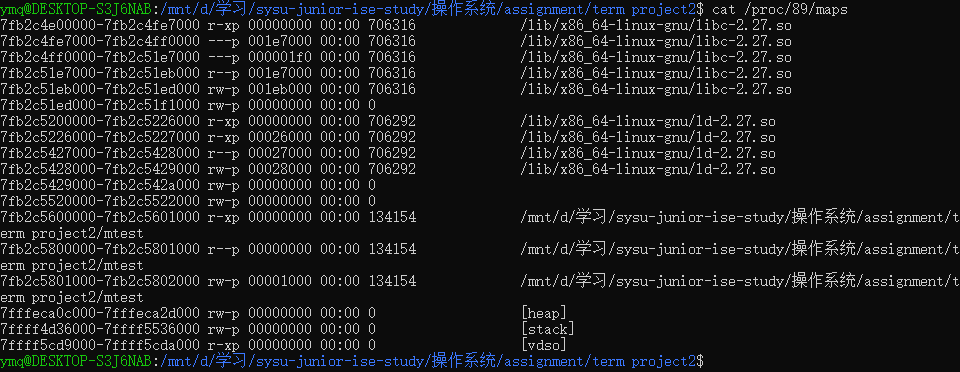 ymq@DESKTOP-S3J6NAB:/mnt/d/学习/sysu-junior-ise-study/操作系统/assignment/term project2$ cat /proc/89/maps
7fb2c4e00000-7fb2c4fe7000 r-xp 00000000 00:00 706316             /lib/x86_64-linux-gnu/libc-2.27.so
7fb2c4fe7000-7fb2c4ff0000 ---p 001e7000 00:00 706316             /lib/x86_64-linux-gnu/libc-2.27.so
7fb2c4ff0000-7fb2c51e7000 ---p 000001f0 00:00 706316             /lib/x86_64-linux-gnu/libc-2.27.so
7fb2c51e7000-7fb2c51eb000 r--p 001e7000 00:00 706316             /lib/x86_64-linux-gnu/libc-2.27.so
7fb2c51eb000-7fb2c51ed000 rw-p 001eb000 00:00 706316             /lib/x86_64-linux-gnu/libc-2.27.so
7fb2c51ed000-7fb2c51f1000 rw-p 00000000 00:00 0
7fb2c5200000-7fb2c5226000 r-xp 00000000 00:00 706292             /lib/x86_64-linux-gnu/ld-2.27.so
7fb2c5226000-7fb2c5227000 r-xp 00026000 00:00 706292             /lib/x86_64-linux-gnu/ld-2.27.so
7fb2c5427000-7fb2c5428000 r--p 00027000 00:00 706292             /lib/x86_64-linux-gnu/ld-2.27.so
7fb2c5428000-7fb2c5429000 rw-p 00028000 00:00 706292             /lib/x86_64-linux-gnu/ld-2.27.so
7fb2c5429000-7fb2c542a000 rw-p 00000000 00:00 0
7fb2c5520000-7fb2c5522000 rw-p 00000000 00:00 0
7fb2c5600000-7fb2c5601000 r-xp 00000000 00:00 134154             /mnt/d/学习/sysu-junior-ise-study/操作系统/assignment/t
erm project2/mtest
7fb2c5800000-7fb2c5801000 r--p 00000000 00:00 134154             /mnt/d/学习/sysu-junior-ise-study/操作系统/assignment/t
erm project2/mtest
7fb2c5801000-7fb2c5802000 rw-p 00001000 00:00 134154             /mnt/d/学习/sysu-junior-ise-study/操作系统/assignment/t
erm project2/mtest
7fffeca0c000-7fffeca2d000 rw-p 00000000 00:00 0                  [heap]
7ffff4d36000-7ffff5536000 rw-p 00000000 00:00 0                  [stack]
7ffff5cd9000-7ffff5cda000 r-xp 00000000 00:00 0                  [vdso]
ymq@DESKTOP-S3J6NAB:/mnt/d/学习/sysu-junior-ise-study/操作系统/assignment/term project2$